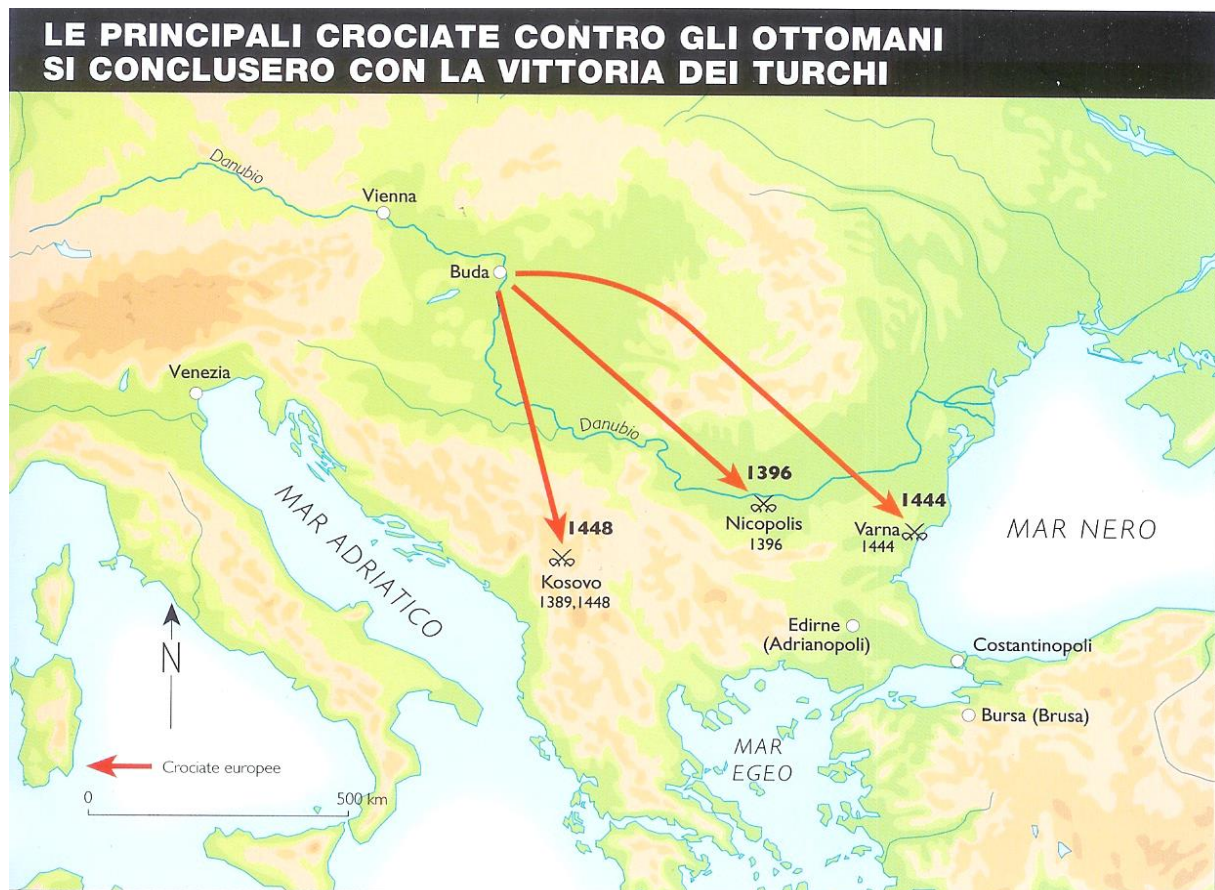 LE PRINCIPALI CROCIATE CONTRO GLI OTTOMANI
SI CONCLUSERO CON LA VITTORIA DEI TURCHI
Danubio
Vienna
Buda
Venezia
Danubio
1396
Nicopolis
1396
1444
Varna
1444
MAR NERO
1448
Kosovo
1389,1448
MAR ADRIATICO
Edirne
(Adrianopoli)
Costantinopoli
Bursa (Brusa)
MAR
EGEO
N
Crociate europee
0 500 km